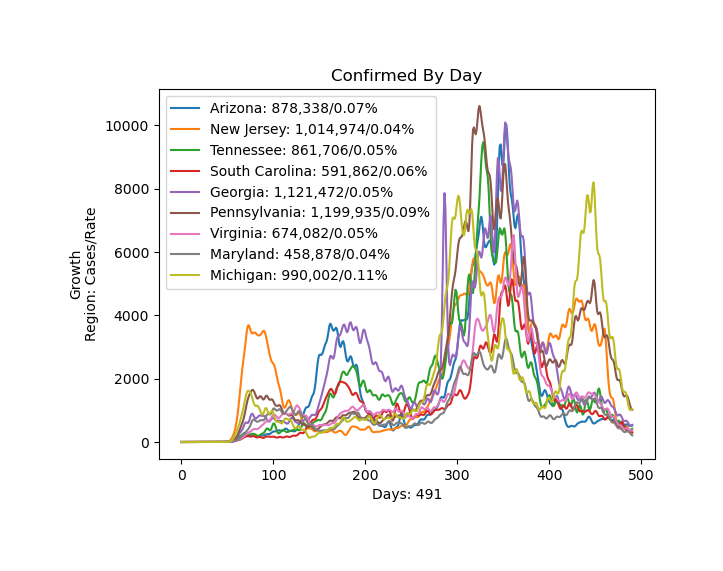 Confirmed By Day
Growth
Region: Cases/Rate
10000
8000
6000
4000
2000
0
Arizona: 878,338/0.07%
New Jersey: 1,014,974/0.04%
Tennessee: 861,706/0.05%
South Carolina: 591,862/0.06%
Georgia: 1,121,472/0.05%
Pennsylvania: 1,199,935/0.09%
Virginia: 674,082/0.05%
Maryland: 458,878/0.04%
Michigan: 990,002/0.11%
0 100 200 300 400 500
Days: 491